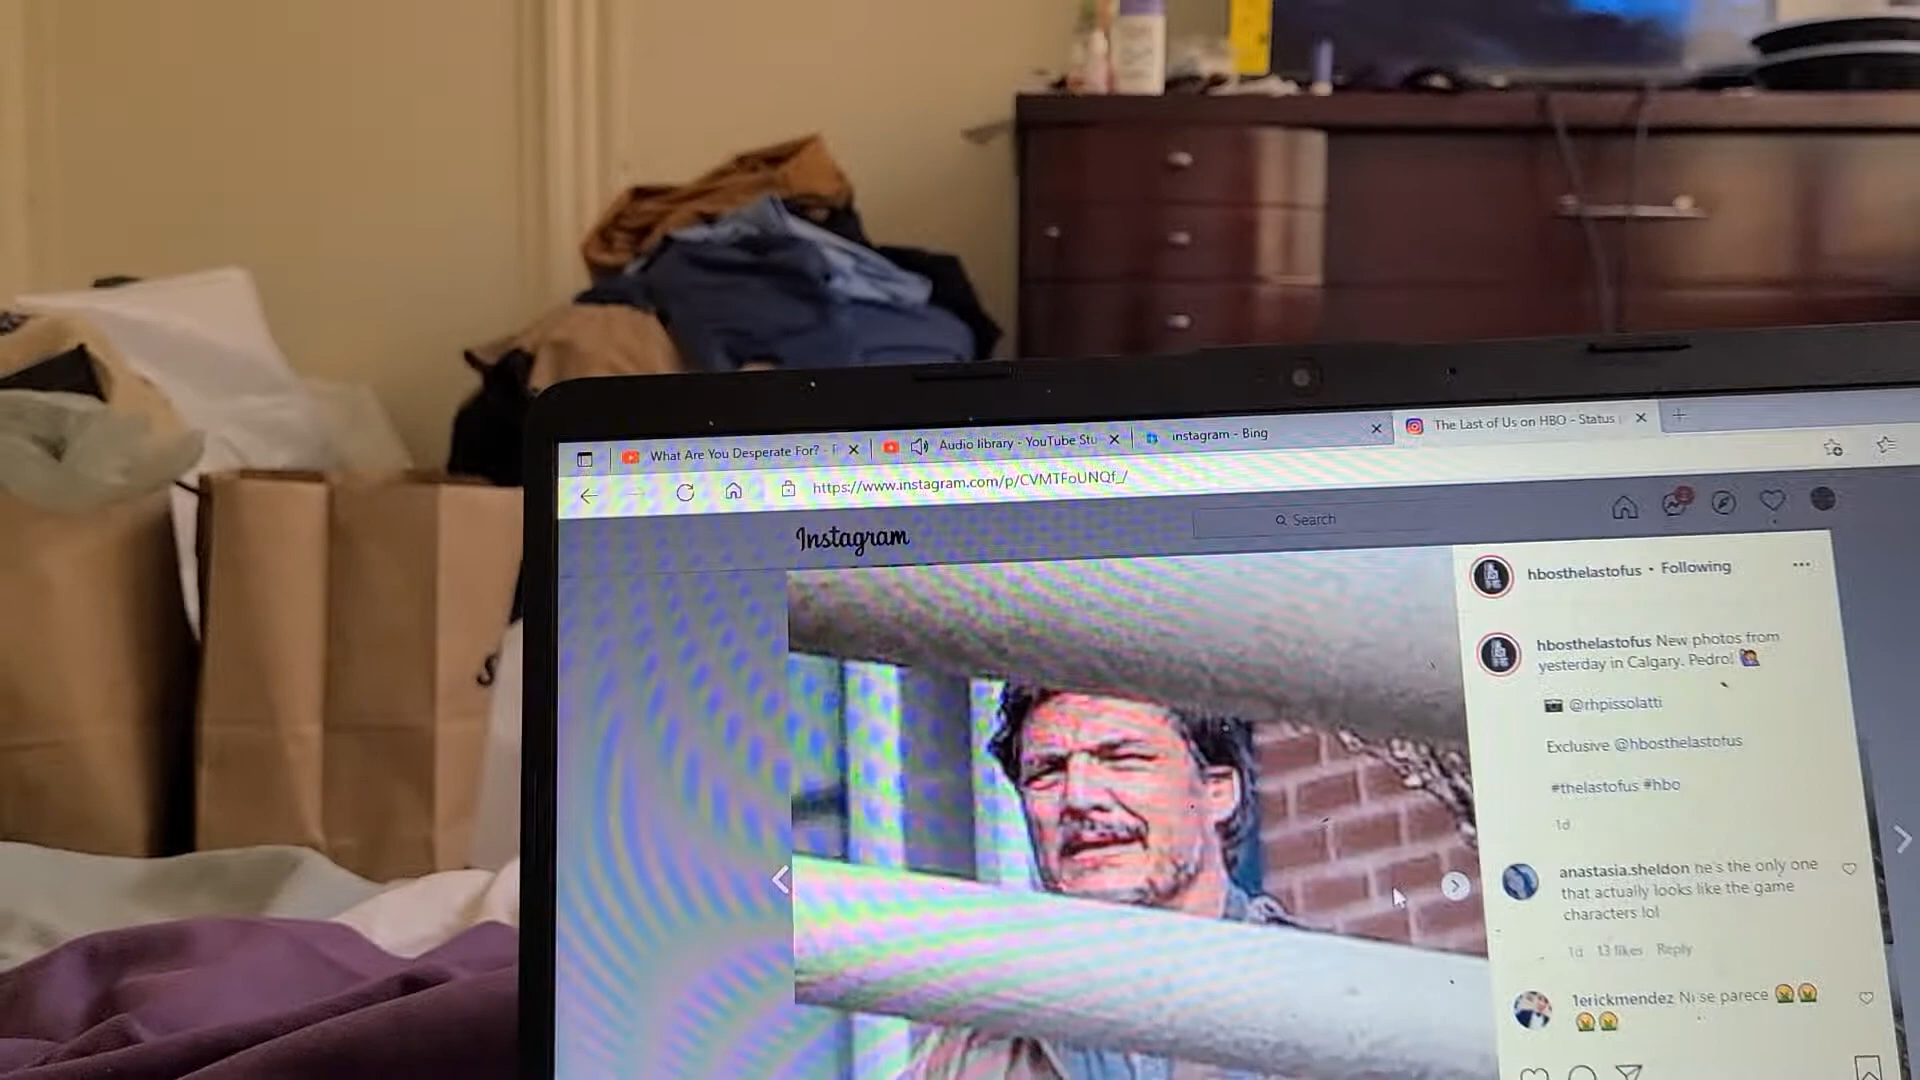 What Are You Desperate For? -
Audio library - YouTube Stu
instagram - Bing
The Last of Us on HBO - Status
https://www.instagram.com/p/CVMTFoUNQf_/
Instagram
Search
hbosthelastofus • Following
hbosthelastofus New photos from
yesterday in Calgary. Pedro! 🤷🏽‍♀️
📷 @rhpissolatti
Exclusive @hbosthelastofus
#thelastofus #hbo
1d
anastasia.sheldon he's the only one
that actually looks like the game
characters lol
1d 13 likes Reply
1erickmendez Ni se parece 🤮🤮
🤮🤮